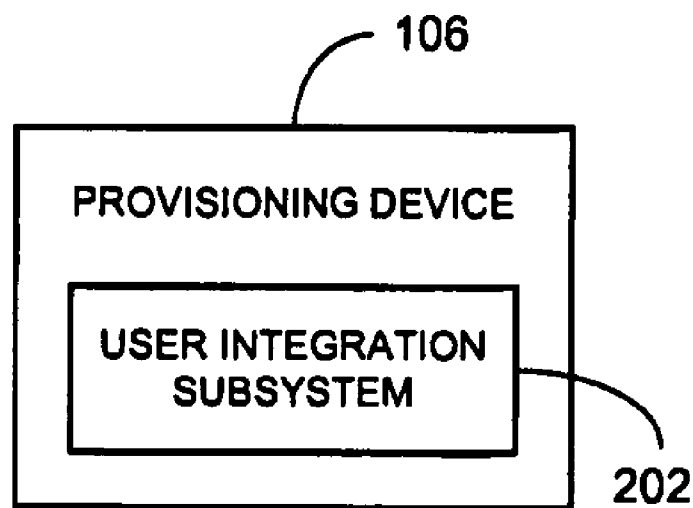 106
PROVISIONING DEVICE
USER INTEGRATION
SUBSYSTEM
202